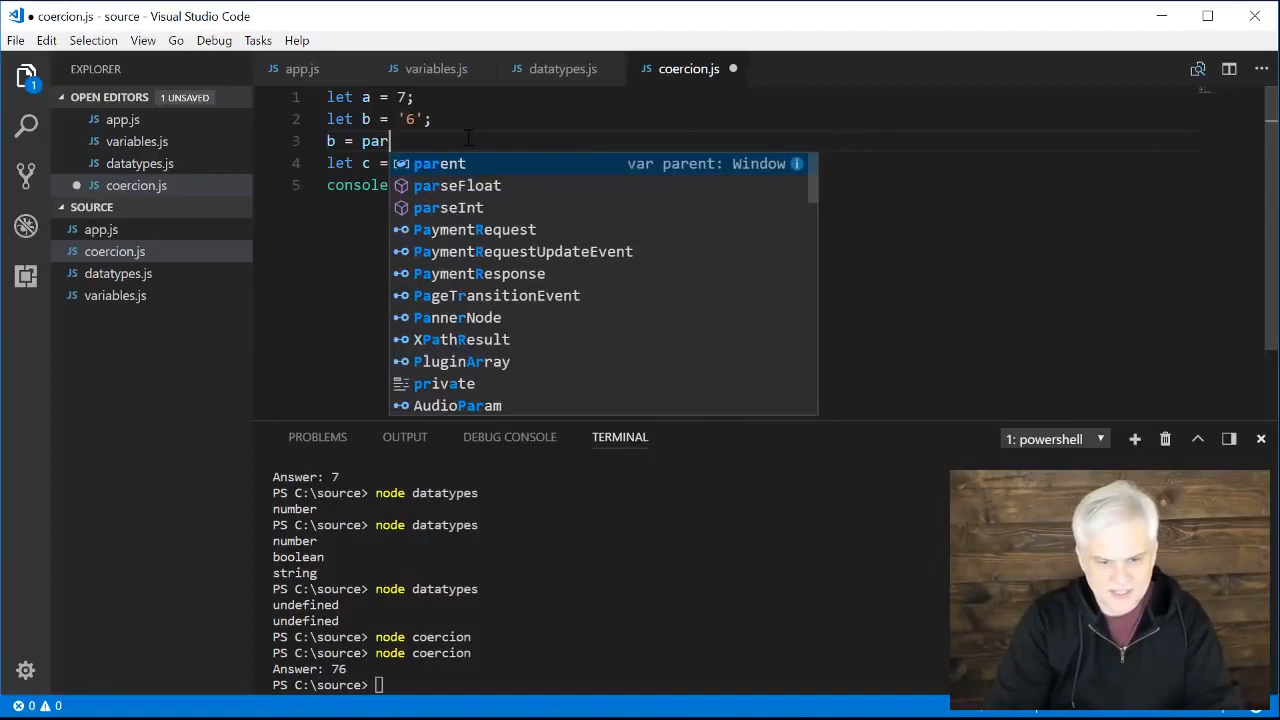 coercion.js - source - Visual Studio Code
File Edit Selection View Go Debug Tasks Help
EXPLORER
app.js variables.js datatypes.js coercion.js
OPEN EDITORS 1 UNSAVED
app.js
variables.js
datatypes.js
coercion.js
SOURCE
app.js
coercion.js
datatypes.js
variables.js
1
1 let a = 7;
2 let b = '6';
3 b = par
4 let c =
5 console
parent var parent: Window
parseFloat
parseInt
PaymentRequest
PaymentRequestUpdateEvent
PaymentResponse
PageTransitionEvent
PannerNode
XPathResult
PluginArray
private
AudioParam
PROBLEMS OUTPUT DEBUG CONSOLE TERMINAL 1: powershell
Answer: 7
PS C:\source> node datatypes
number
PS C:\source> node datatypes
number
boolean
string
PS C:\source> node datatypes
undefined
undefined
PS C:\source> node coercion
PS C:\source> node coercion
Answer: 76
PS C:\source>
0 0